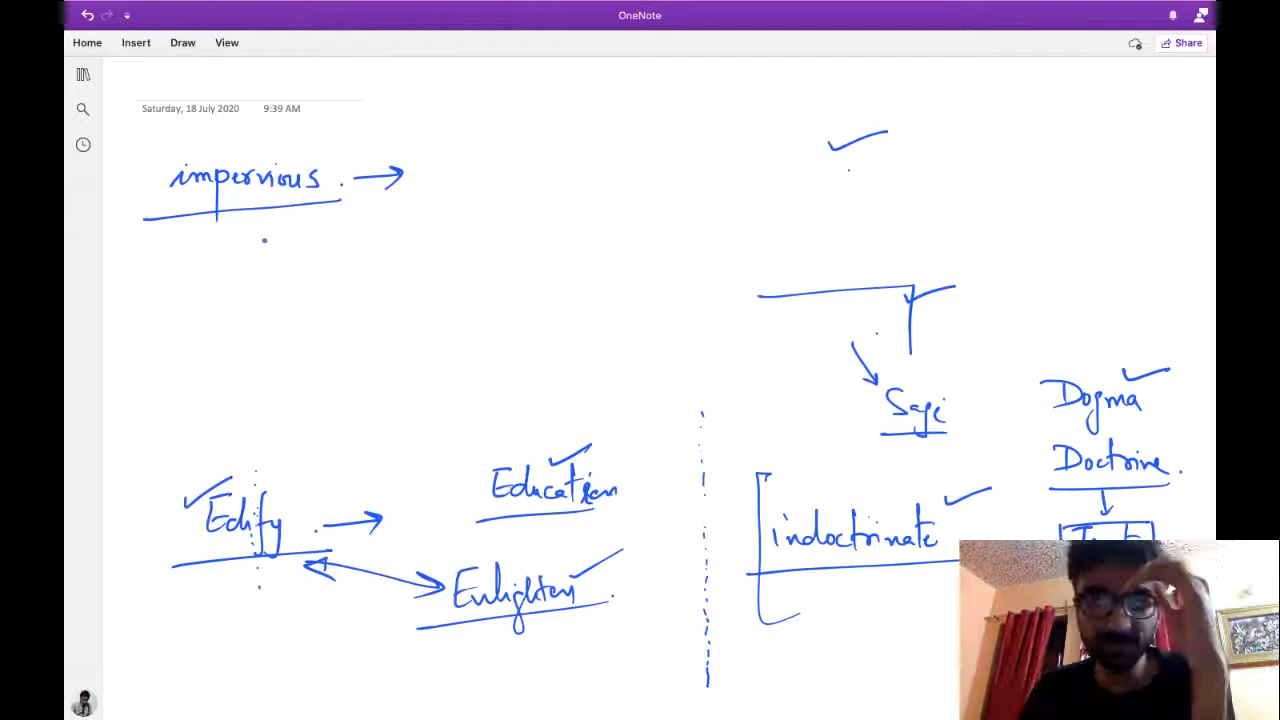 OneNote
Home Insert Draw View
Share
Saturday, 18 July 2020 9:39 AM
impervious
Dogma
Doctrine.
Education
Edify
indoctrinate
Enlighten